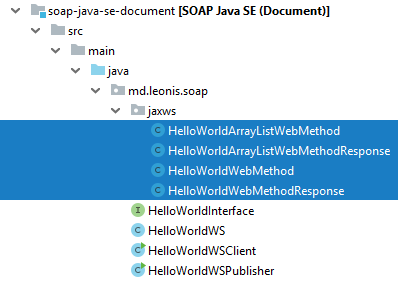 soap-java-se-document [SOAP Java SE (Document)]
src
main
java
md.leonis.soap
jaxws
C HelloWorldArrayListWebMethod
C HelloWorldArrayListWebMethodResponse
C HelloWorldWebMethod
C HelloWorldWebMethodResponse
I HelloWorldInterface
C HelloWorldWS
C HelloWorldWSClient
C HelloWorldWSPublisher